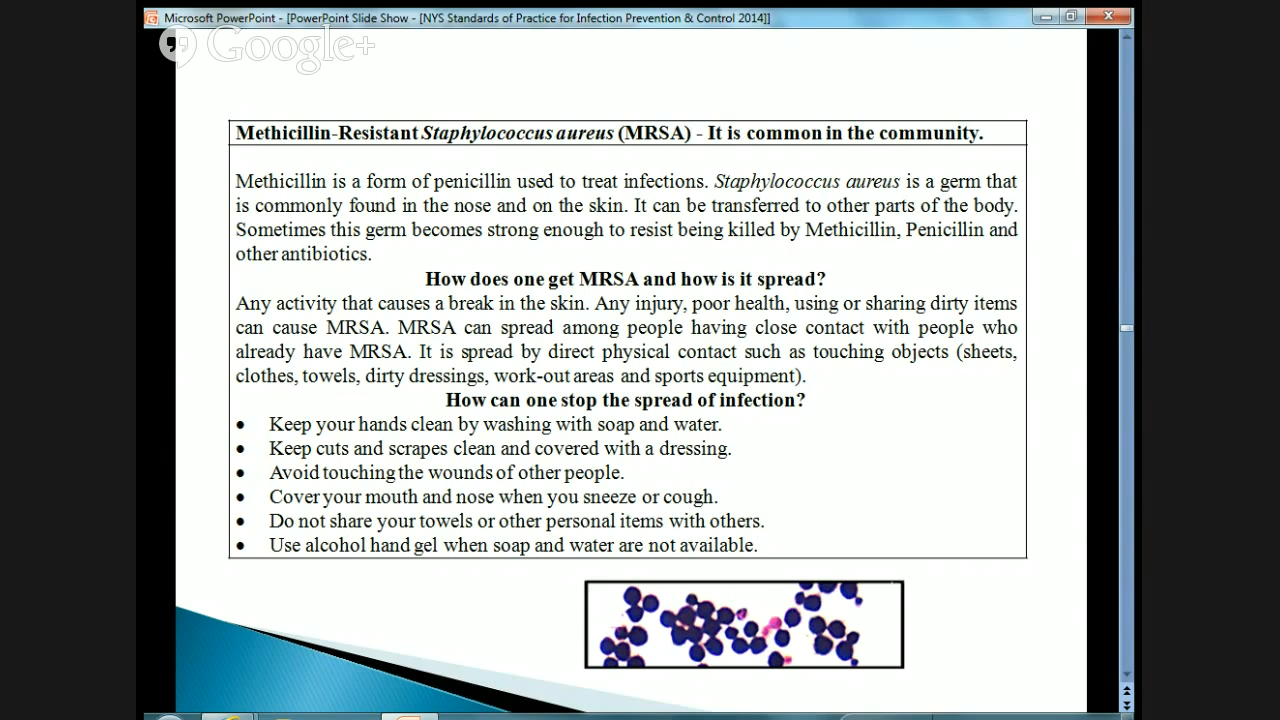 Microsoft PowerPoint - [PowerPoint Slide Show - [NYS Standards of Practice for Infection Prevention & Control 2014]]
Google+
Methicillin-Resistant Staphylococcus aureus (MRSA) - It is common in the community.
Methicillin is a form of penicillin used to treat infections. Staphylococcus aureus is a germ that
is commonly found in the nose and on the skin. It can be transferred to other parts of the body.
Sometimes this germ becomes strong enough to resist being killed by Methicillin, Penicillin and
other antibiotics.
How does one get MRSA and how is it spread?
Any activity that causes a break in the skin. Any injury, poor health, using or sharing dirty items
can cause MRSA. MRSA can spread among people having close contact with people who
already have MRSA. It is spread by direct physical contact such as touching objects (sheets,
clothes, towels, dirty dressings, work-out areas and sports equipment).
How can one stop the spread of infection?
• Keep your hands clean by washing with soap and water.
• Keep cuts and scrapes clean and covered with a dressing.
• Avoid touching the wounds of other people.
• Cover your mouth and nose when you sneeze or cough.
• Do not share your towels or other personal items with others.
• Use alcohol hand gel when soap and water are not available.